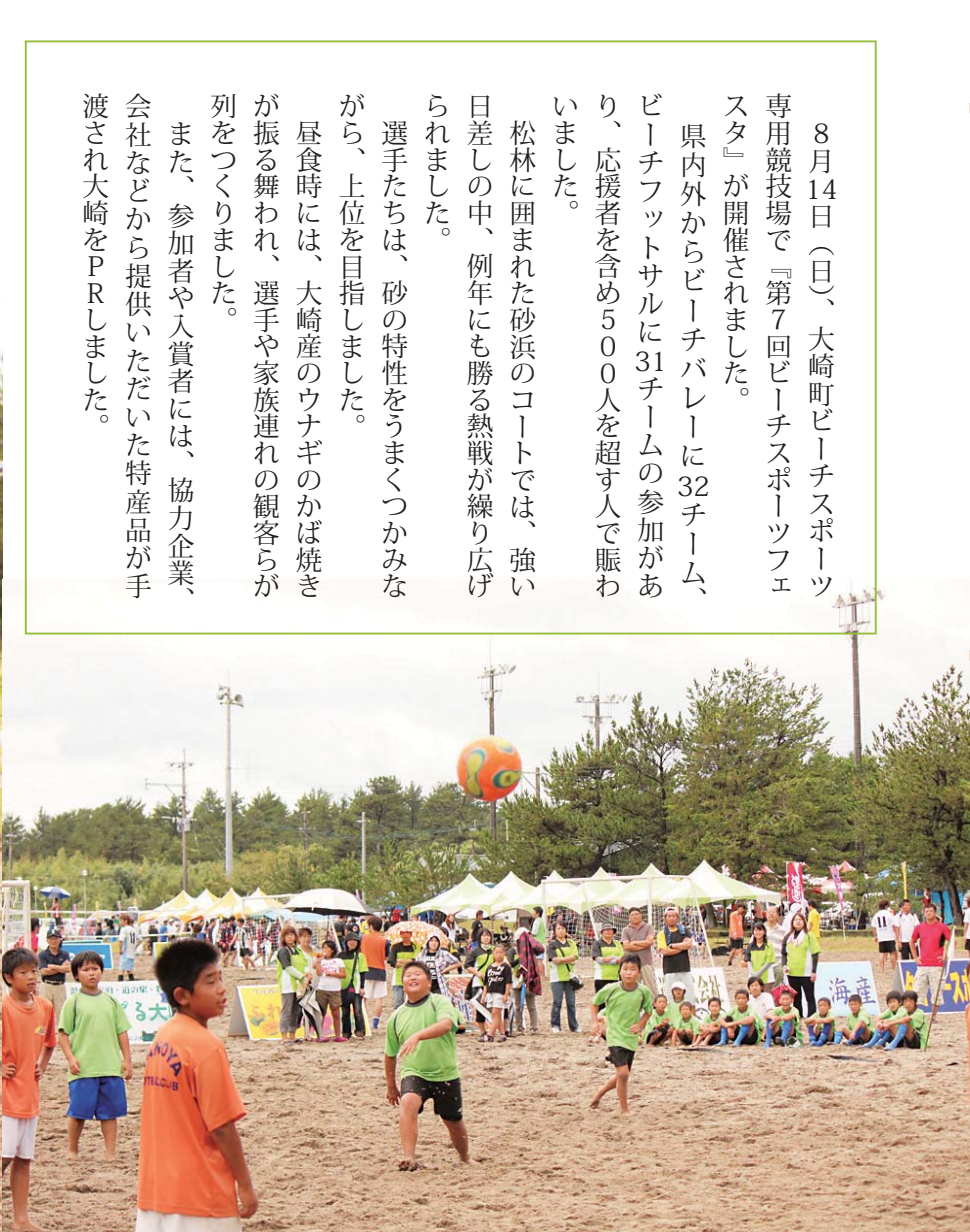 ８月14日（日）、大崎町ビーチスポーツ
専用競技場で『第７回ビーチスポーツフェ
スタ』が開催されました。
　県内外からビーチバレーに32チーム、
ビーチフットサルに31チームの参加があ
り、応援者を含め５００人を超す人で賑わ
いました。
　松林に囲まれた砂浜のコートでは、強い
日差しの中、例年にも勝る熱戦が繰り広げ
られました。
　選手たちは、砂の特性をうまくつかみな
がら、上位を目指しました。
　昼食時には、大崎産のウナギのかば焼き
が振る舞われ、選手や家族連れの観客らが
列をつくりました。
　また、参加者や入賞者には、協力企業、
会社などから提供いただいた特産品が手
渡され大崎をＰＲしました。
海産